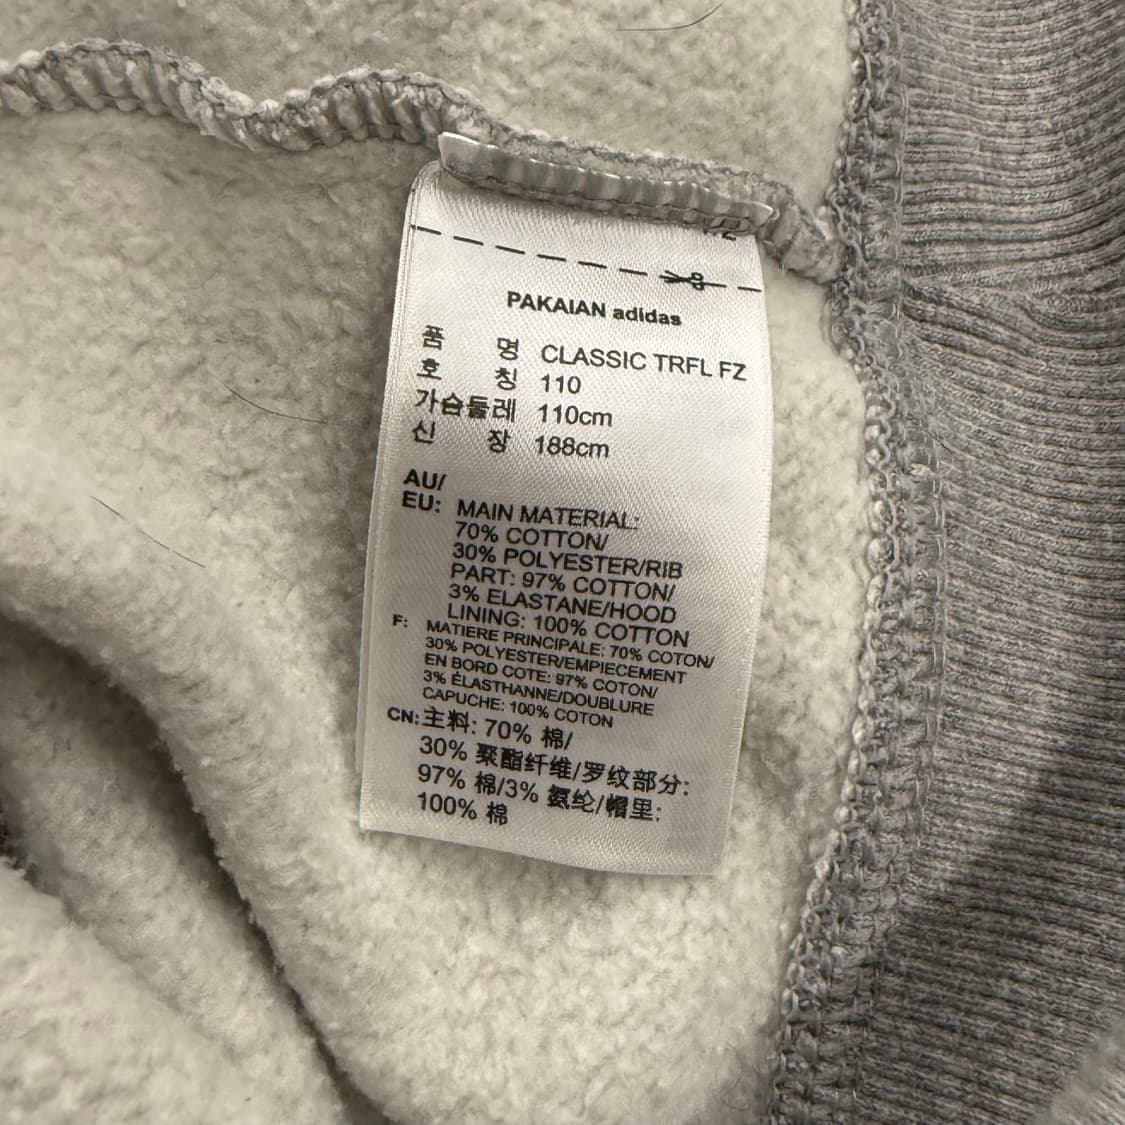 PAKAIAN adidas
품 명 CLASSIC TRFL FZ
호 칭 110
가슴둘레 110cm
신 장 188cm
AU/
EU: MAIN MATERIAL:
70% COTTON/
30% POLYESTER/RIB
PART: 97% COTTON/
3% ELASTANE/HOOD
LINING: 100% COTTON
F: MATIERE PRINCIPALE: 70% COTON/
30% POLYESTER/EMPIECEMENT
EN BORD COTE: 97% COTON/
3% ÉLASTHANNE/DOUBLURE
CAPUCHE: 100% COTON
CN: 主料: 70% 棉/
30% 聚酯纤维/罗纹部分:
97% 棉/3% 氨纶/帽里:
100% 棉